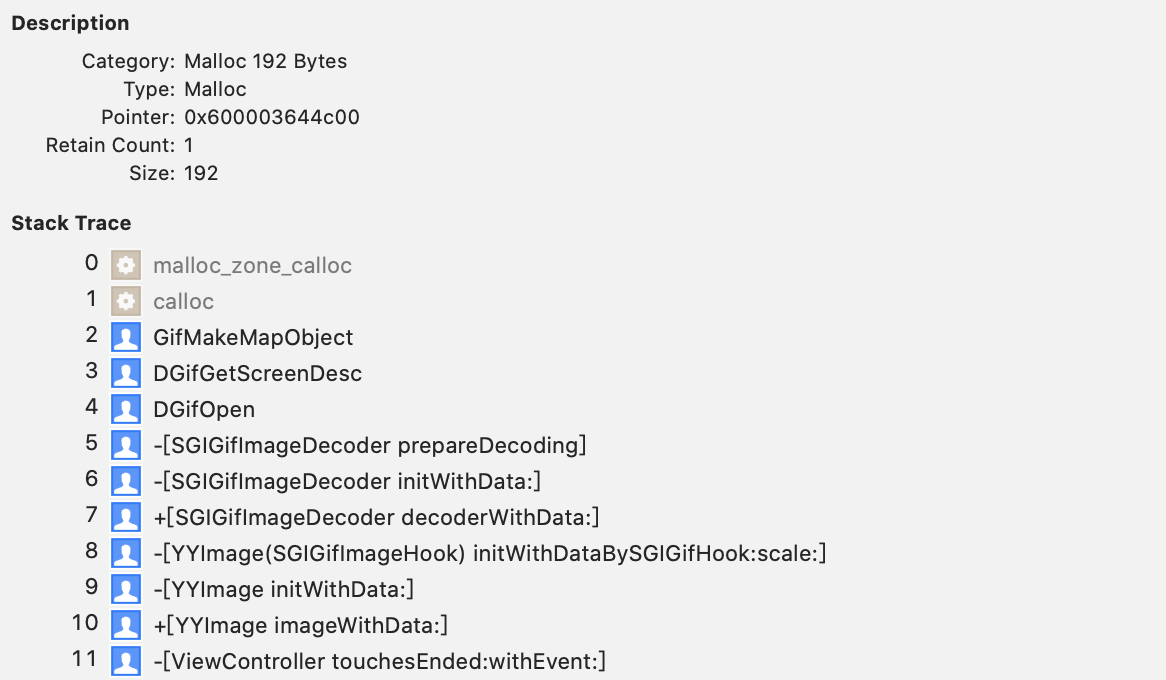 Description
Category: Malloc 192 Bytes
Type: Malloc
Pointer: 0x600003644c00
Retain Count: 1
Size: 192
Stack Trace
0 malloc_zone_calloc
1 calloc
2 GifMakeMapObject
3 DGifGetScreenDesc
4 DGifOpen
5 -[SGIGifImageDecoder prepareDecoding]
6 -[SGIGifImageDecoder initWithData:]
7 +[SGIGifImageDecoder decoderWithData:]
8 -[YYImage(SGIGifImageHook) initWithDataBySGIGifHook:scale:]
9 -[YYImage initWithData:]
10 +[YYImage imageWithData:]
11 -[ViewController touchesEnded:withEvent:]